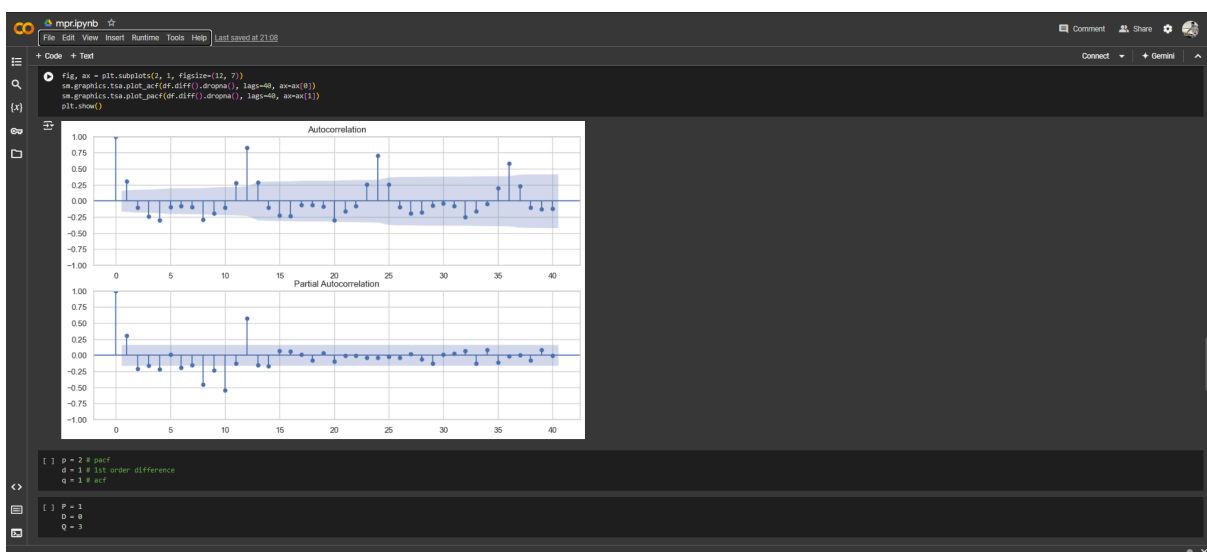 mpr.ipynb
File Edit View Insert Runtime Tools Help Last saved at 21:08
Comment Share
+ Code + Text
Connect Gemini
fig, ax = plt.subplots(2, 1, figsize=(12, 7))
sm.graphics.tsa.plot_acf(df.diff().dropna(), lags=40, ax=ax[0])
sm.graphics.tsa.plot_pacf(df.diff().dropna(), lags=40, ax=ax[1])
plt.show()
{x}
Autocorrelation
1.00
0.75
0.50
0.25
0.00
−0.25
−0.50
−0.75
−1.00
0 5 10 15 20 25 30 35 40
Partial Autocorrelation
1.00
0.75
0.50
0.25
0.00
−0.25
−0.50
−0.75
−1.00
0 5 10 15 20 25 30 35 40
[ ] p = 2 # pacf
d = 1 # 1st order difference
q = 1 # acf
[ ] P = 1
D = 0
Q = 3